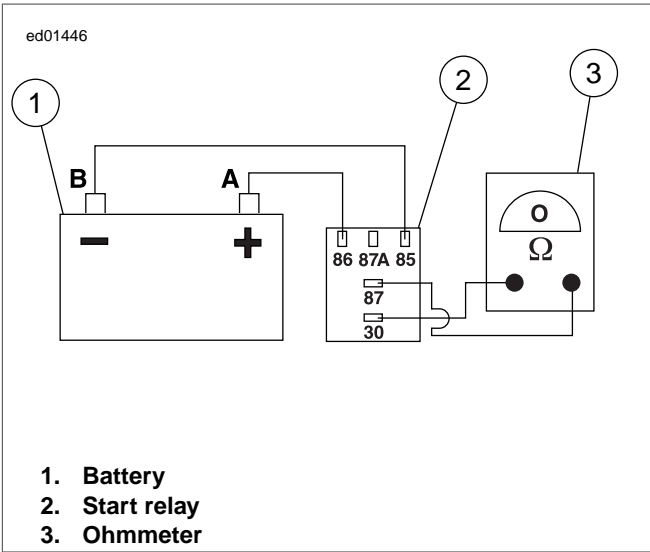 ed01446
1
2
3
B
A
− +
O
Ω
86 87A 85
87
30
1. Battery
2. Start relay
3. Ohmmeter